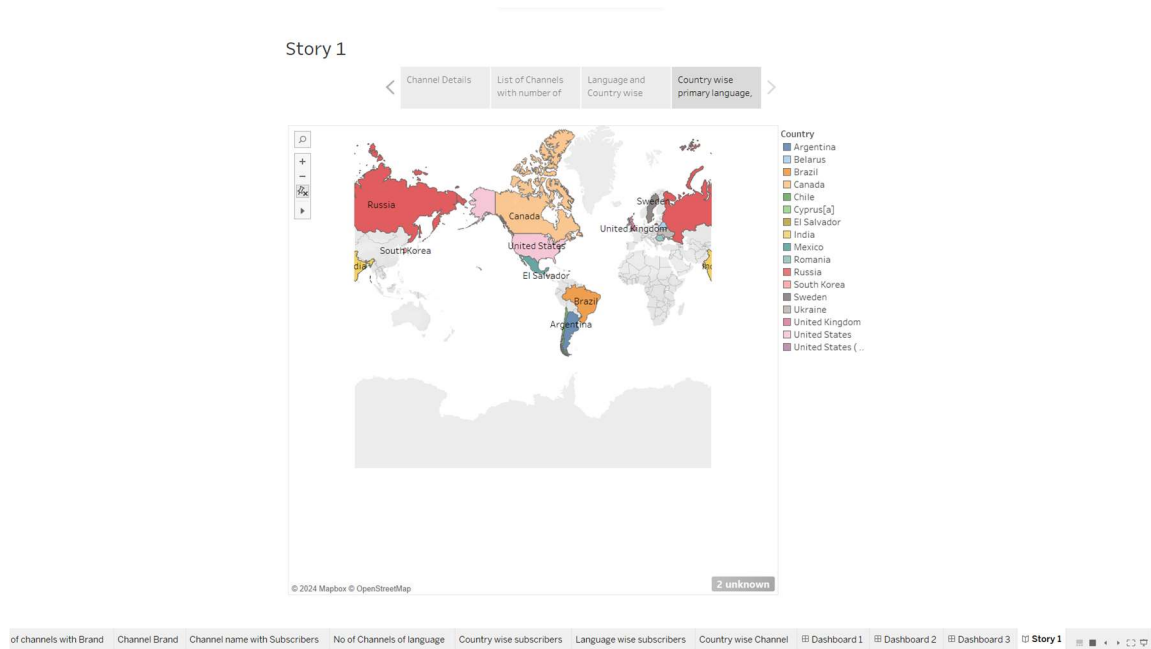 Story 1
Channel Details
List of Channels
with number of
Language and
Country wise
Country wise
primary language,
Country
Argentina
Belarus
Brazil
Canada
Chile
Cyprus[a]
El Salvador
India
Mexico
Romania
Russia
South Korea
Sweden
Ukraine
United Kingdom
United States
United States ( ...
Russia
Canada
Sweden
United Kingdom
United States
South Korea
dia
Inc
El Salvador
Brazil
Argentina
© 2024 Mapbox © OpenStreetMap
2 unknown
of channels with Brand Channel Brand Channel name with Subscribers No of Channels of language Country wise subscribers Language wise subscribers Country wise Channel Dashboard 1 Dashboard 2 Dashboard 3 Story 1